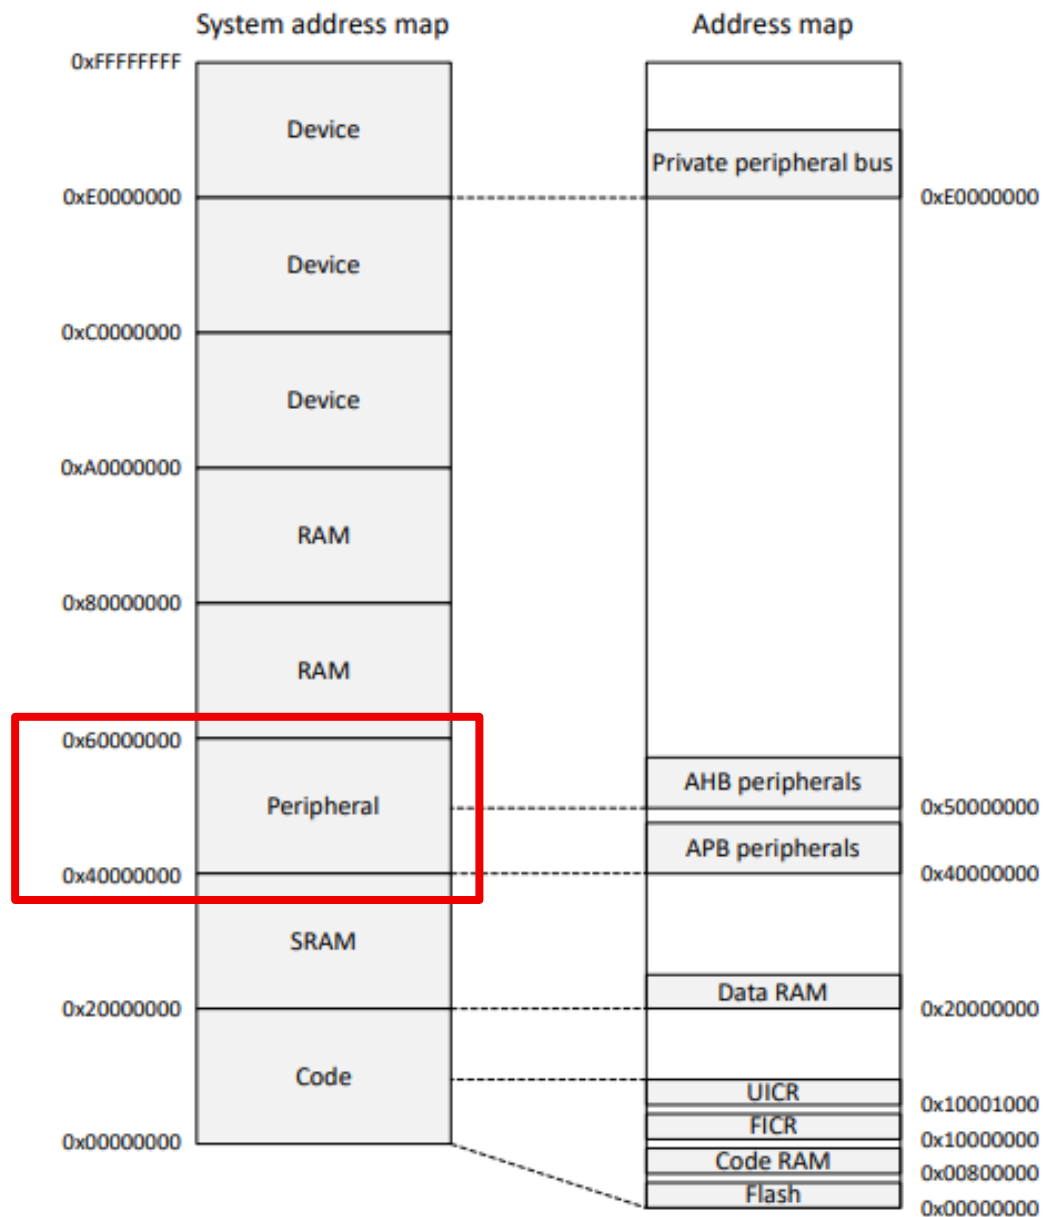 System address map
0xFFFFFFFF
Device
0xE0000000
Device
0xC0000000
Device
0xA0000000
RAM
0x80000000
RAM
0x60000000
Peripheral
0x40000000
SRAM
0x20000000
Code
0x00000000
Address map
Private peripheral bus
0xE0000000
AHB peripherals
0x50000000
APB peripherals
0x40000000
Data RAM
0x20000000
UICR
0x10001000
FICR
0x10000000
Code RAM
0x00800000
Flash
0x00000000